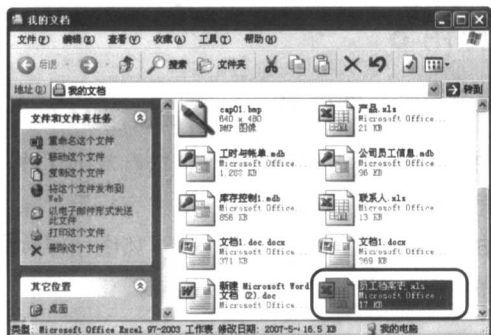 我的文档
文件(F) 编辑(E) 查看(V) 收藏(A) 工具(T) 帮助(H)
后退 搜索 文件夹
地址(D) 我的文档 转到
文件和文件夹任务
重命名这个文件
移动这个文件
复制这个文件
将这个文件发布到
Web
以电子邮件形式发送
此文件
打印这个文件
删除这个文件
其它位置
桌面
cap01.bmp
640 x 480
BMP 图像
产品.xls
Microsoft Office...
21 KB
工时与帐单.mdb
Microsoft Office...
公司员工信息.mdb
Microsoft Office...
96 KB
库存控制1.mdb
Microsoft Office...
856 KB
联系人.xls
Microsoft Office...
13 KB
文档1.doc.docx
Microsoft Office...
371 KB
文档1.docx
Microsoft Office...
369 KB
新建 Microsoft Word
文档 (2).doc
员工档案表.xls
Microsoft Office...
17 KB
类型: Microsoft Office Excel 97-2003 工作表 修改日期: 2007-5-4 16.5 KB 我的电脑